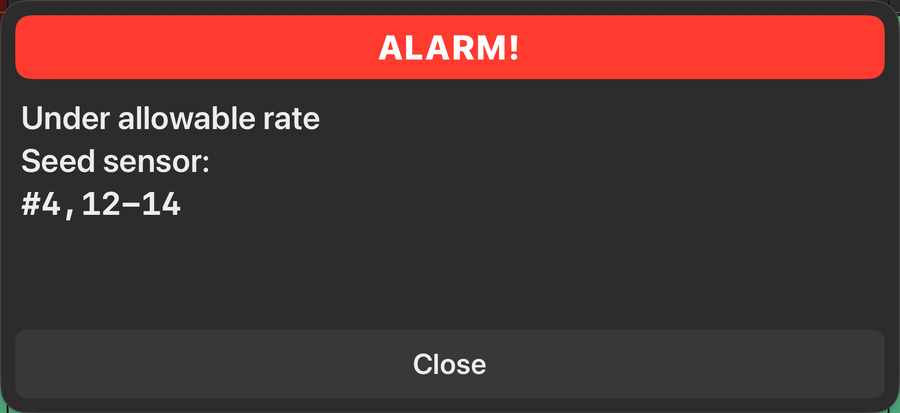 ALARM!
Under allowable rate
Seed sensor:
#4,12–14
Close